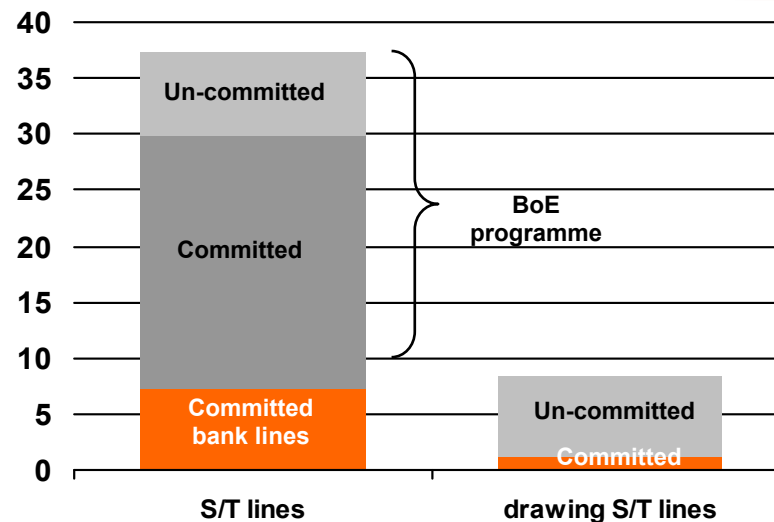 40
35
30
25
20
15
10
5
0
Un-committed
Committed
Committed
bank lines
BoE
programme
Un-committed
Committed
S/T lines
drawing S/T lines